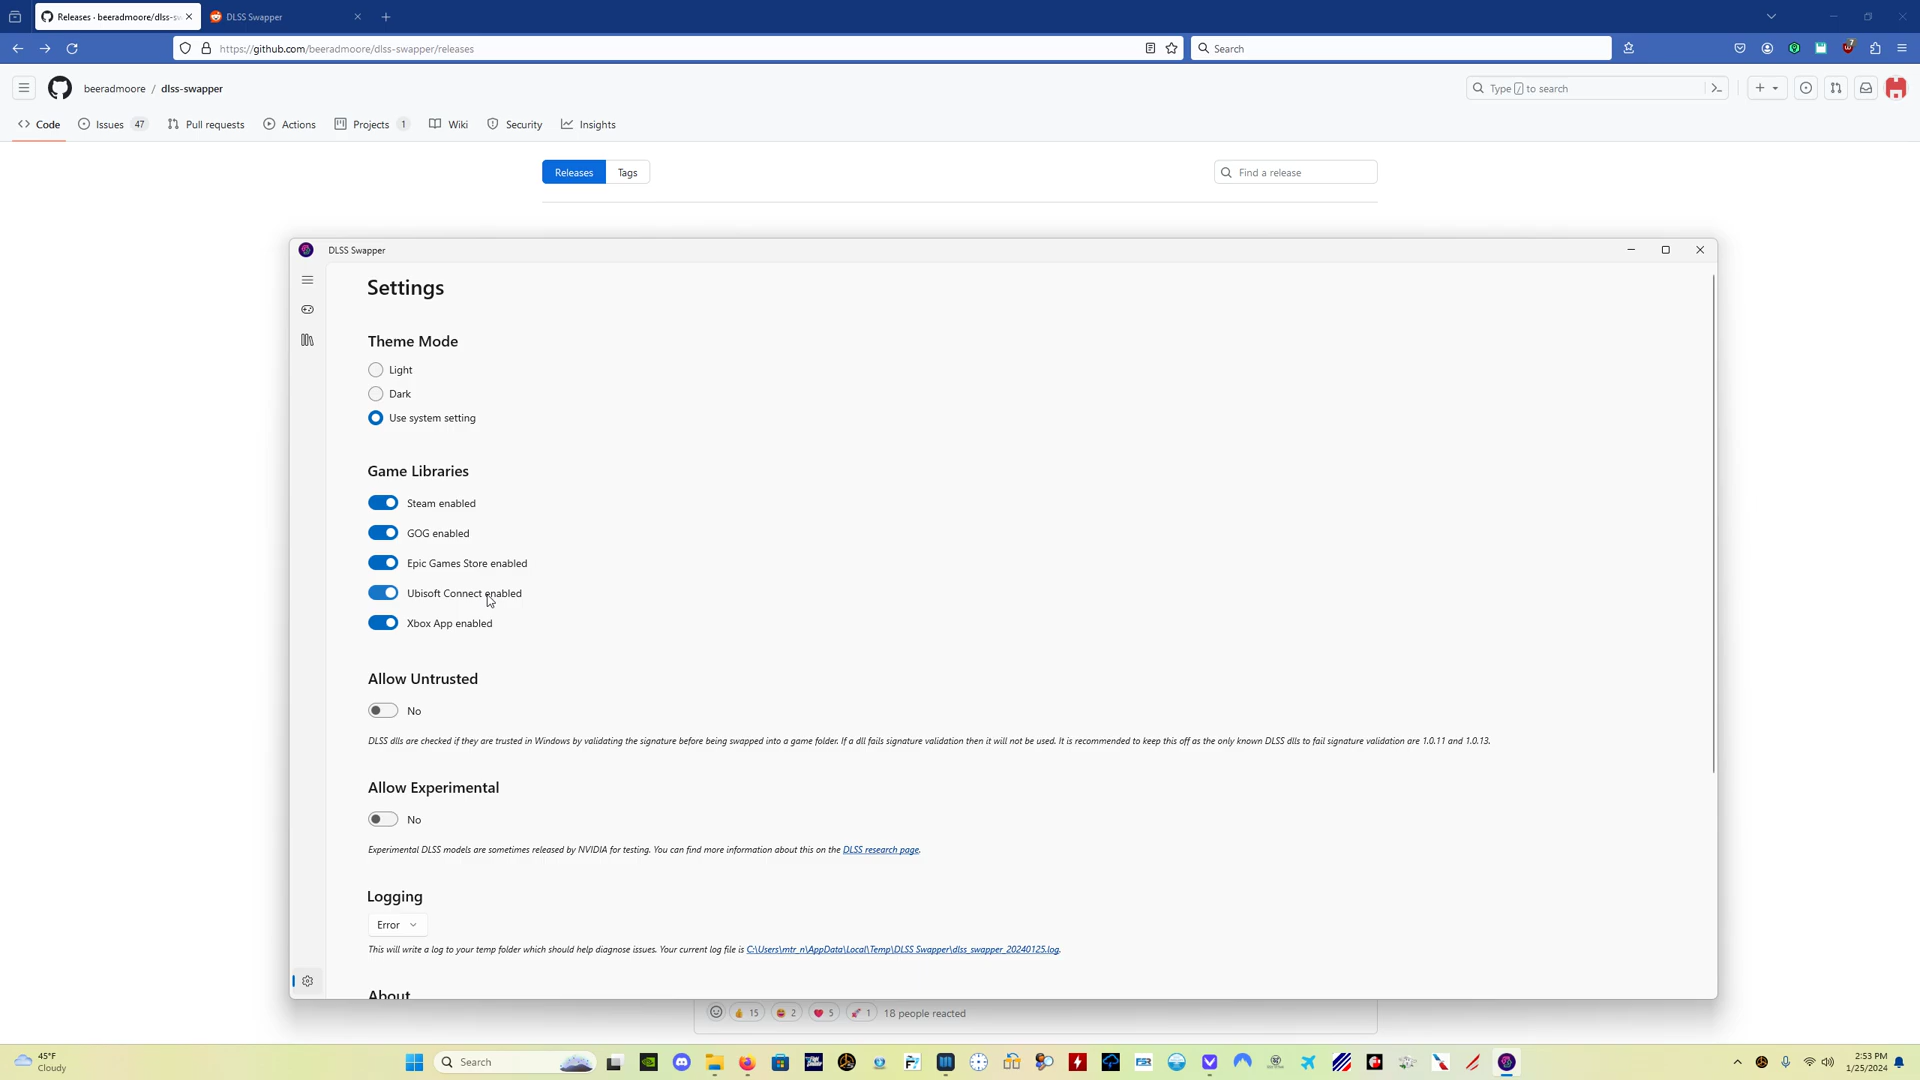 Releases · beeradmoore/dlss-sw
DLSS Swapper
https://github.com/beeradmoore/dlss-swapper/releases
Search
7
beeradmoore / dlss-swapper
Type / to search
Code
Issues 47
Pull requests
Actions
Projects 1
Wiki
Security
Insights
Releases
Tags
Find a release
DLSS Swapper
Settings
Theme Mode
Light
Dark
Use system setting
Game Libraries
Steam enabled
GOG enabled
Epic Games Store enabled
Ubisoft Connect enabled
Xbox App enabled
Allow Untrusted
No
DLSS dlls are checked if they are trusted in Windows by validating the signature before being swapped into a game folder. If a dll fails signature validation then it will not be used. It is recommended to keep this off as the only known DLSS dlls to fail signature validation are 1.0.11 and 1.0.13.
Allow Experimental
No
Experimental DLSS models are sometimes released by NVIDIA for testing. You can find more information about this on the DLSS research page.
Logging
Error
This will write a log to your temp folder which should help diagnose issues. Your current log file is C:\Users\mtr_n\AppData\Local\Temp\DLSS Swapper\dlss_swapper_20240125.log.
About
15
2
5
1
18 people reacted
45°F
Cloudy
Search
FSR
2:53 PM
1/25/2024